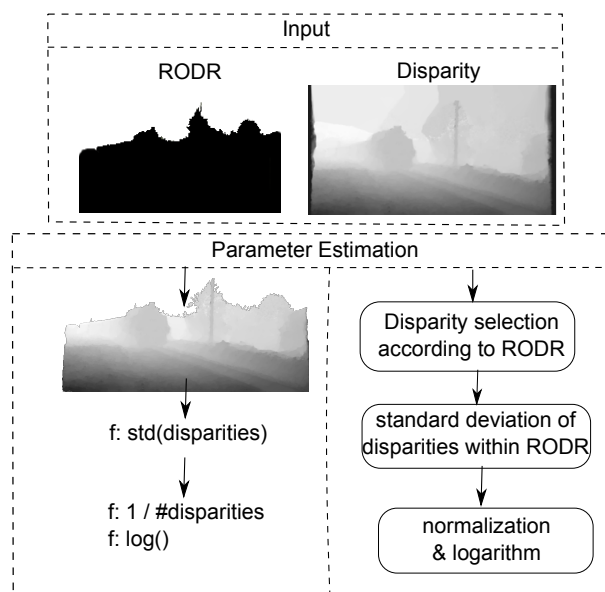 Input
RODR
Disparity
Parameter Estimation
f: std(disparities)
f: 1 / #disparities
f: log()
Disparity selection
according to RODR
standard deviation of
disparities within RODR
normalization
& logarithm